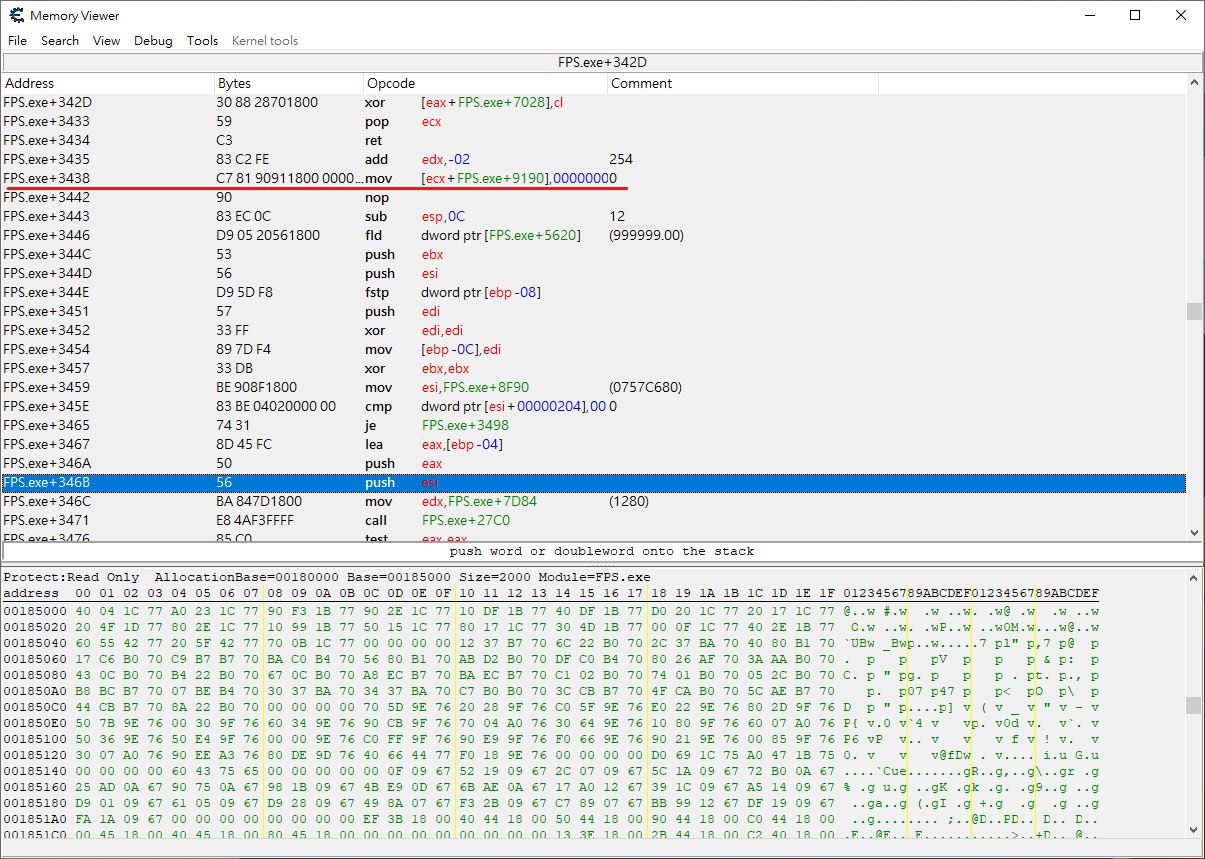 Memory Viewer
File Search View Debug Tools Kernel tools
FPS.exe+342D
Address Bytes Opcode Comment
FPS.exe+342D 30 88 28701800 xor [eax+FPS.exe+7028],cl
FPS.exe+3433 59 pop ecx
FPS.exe+3434 C3 ret
FPS.exe+3435 83 C2 FE add edx,-02 254
FPS.exe+3438 C7 81 90911800 0000... mov [ecx+FPS.exe+9190],00000000 0
FPS.exe+3442 90 nop
FPS.exe+3443 83 EC 0C sub esp,0C 12
FPS.exe+3446 D9 05 20561800 fld dword ptr [FPS.exe+5620] (999999.00)
FPS.exe+344C 53 push ebx
FPS.exe+344D 56 push esi
FPS.exe+344E D9 5D F8 fstp dword ptr [ebp-08]
FPS.exe+3451 57 push edi
FPS.exe+3452 33 FF xor edi,edi
FPS.exe+3454 89 7D F4 mov [ebp-0C],edi
FPS.exe+3457 33 DB xor ebx,ebx
FPS.exe+3459 BE 908F1800 mov esi,FPS.exe+8F90 (0757C680)
FPS.exe+345E 83 BE 04020000 00 cmp dword ptr [esi+00000204],00 0
FPS.exe+3465 74 31 je FPS.exe+3498
FPS.exe+3467 8D 45 FC lea eax,[ebp-04]
FPS.exe+346A 50 push eax
FPS.exe+346B 56 push esi
FPS.exe+346C BA 847D1800 mov edx,FPS.exe+7D84 (1280)
FPS.exe+3471 E8 4AF3FFFF call FPS.exe+27C0
FPS.exe+3476 85 C0 test eax,eax
push word or doubleword onto the stack
Protect:Read Only AllocationBase=00180000 Base=00185000 Size=2000 Module=FPS.exe
address 00 01 02 03 04 05 06 07 08 09 0A 0B 0C 0D 0E 0F 10 11 12 13 14 15 16 17 18 19 1A 1B 1C 1D 1E 1F 0123456789ABCDEF0123456789ABCDEF
00185000 40 04 1C 77 A0 23 1C 77 90 F3 1B 77 90 2E 1C 77 10 DF 1B 77 40 DF 1B 77 D0 20 1C 77 20 17 1C 77 @..w #.w .w ..w. .w@ .w .w ..w
00185020 20 4F 1D 77 80 2E 1C 77 10 99 1B 77 50 15 1C 77 80 17 1C 77 30 4D 1B 77 00 0F 1C 77 40 2E 1B 77 O.w ..w. .wP..w ..w0M.w...w@..w
00185040 60 55 42 77 20 5F 42 77 70 0B 1C 77 00 00 00 00 12 37 B7 70 6C 22 B0 70 2C 37 BA 70 40 80 B1 70 `UBw _Bwp..w.....7 pl" p,7 p@ p
00185060 17 C6 B0 70 C9 B7 B7 70 BA C0 B4 70 56 80 B1 70 AB D2 B0 70 DF C0 B4 70 80 26 AF 70 3A AA B0 70 . p p pV p p p & p: p
00185080 43 0C B0 70 B4 22 B0 70 67 0C B0 70 A8 EC B7 70 BA EC B7 70 C1 02 B0 70 74 01 B0 70 05 2C B0 70 C. p " pg. p p p . pt. p., p
001850A0 B8 BC B7 70 07 BE B4 70 30 37 BA 70 34 37 BA 70 C7 B0 B0 70 3C CB B7 70 4F CA B0 70 5C AE B7 70 p. p07 p47 p p< pO p\ p
001850C0 44 CB B7 70 8A 22 B0 70 00 00 00 00 70 5D 9E 76 20 28 9F 76 C0 5F 9E 76 E0 22 9E 76 80 2D 9F 76 D p " p....p] v ( v _ v " v - v
001850E0 50 7B 9E 76 00 30 9F 76 60 34 9E 76 90 CB 9F 76 70 04 A0 76 30 64 9E 76 10 80 9F 76 60 07 A0 76 P{ v.0 v`4 v vp. v0d v. v`. v
00185100 50 36 9E 76 50 E4 9F 76 00 00 9E 76 C0 FF 9F 76 90 E9 9F 76 F0 66 9E 76 90 21 9E 76 00 85 9F 76 P6 vP v.. v v v f v ! v. v
00185120 30 07 A0 76 90 EE A3 76 80 DE 9D 76 40 66 44 77 F0 18 9E 76 00 00 00 00 D0 69 1C 75 A0 47 1B 75 0. v v v@fDw . v.... i.u G.u
00185140 00 00 00 00 60 43 75 65 00 00 00 00 0F 09 67 52 19 09 67 2C 07 09 67 5C 1A 09 67 72 B0 0A 67 ....`Cue......gR..g,..g\..gr .g
00185160 25 AD 0A 67 90 75 0A 67 98 1B 09 67 4B E9 0D 67 6B AE 0A 67 17 A0 12 67 39 1C 09 67 A5 14 09 67 % .g u.g ..gK .gk .g. .g9..g ..g
00185180 D9 01 09 67 61 05 09 67 D9 28 09 67 49 8A 07 67 F3 2B 09 67 C7 89 07 67 BB 99 12 67 DF 19 09 67 ..ga..g (.gI .g +.g .g .g ..g
001851A0 FA 1A 09 67 00 00 00 00 00 00 00 00 EF 3B 18 00 40 44 18 00 50 44 18 00 90 44 18 00 C0 44 18 00 ..g........ ;..@D..PD.. D.. D..
001851C0 00 45 18 00 40 45 18 00 80 45 18 00 00 00 00 00 00 00 00 00 13 3E 18 00 2B 44 18 00 C2 40 18 00 .E..@E.. E...........>..+D.. @..